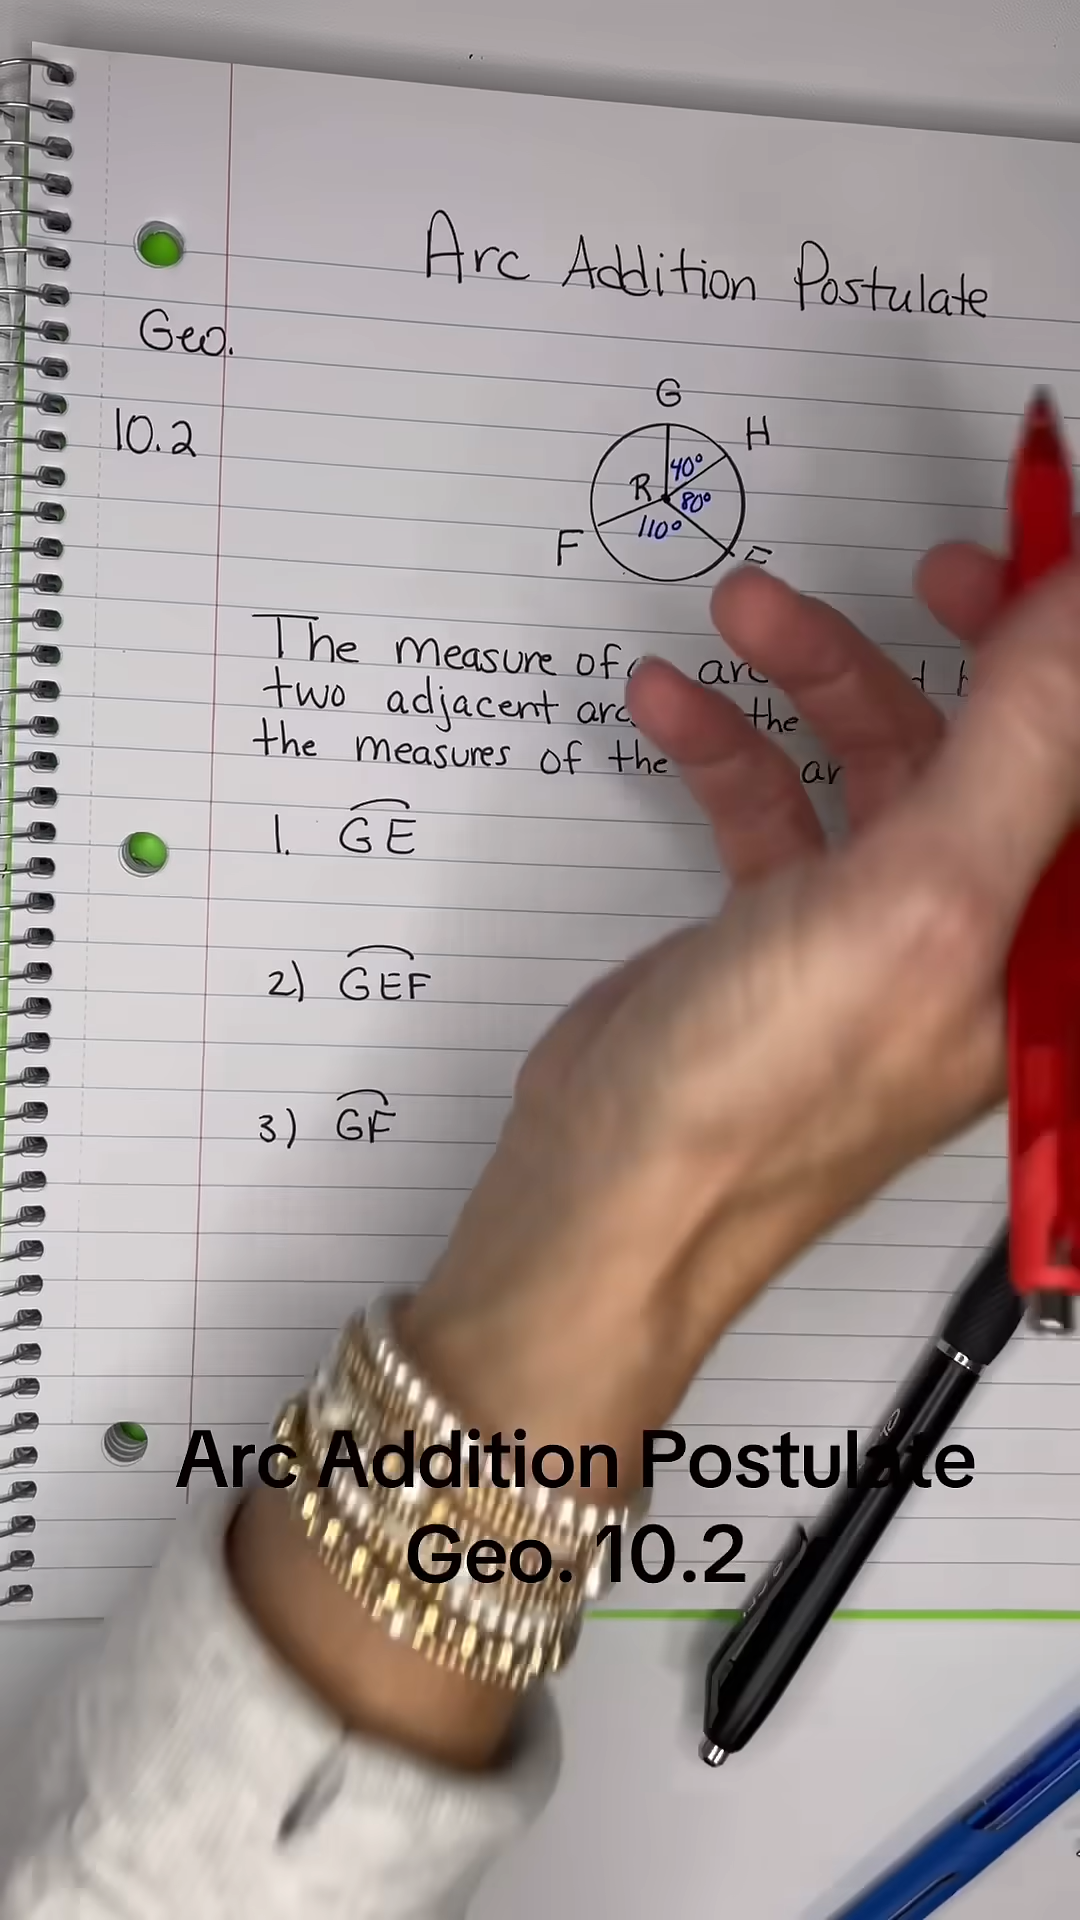 Arc Addition Postulate
Geo.
10.2
G
H
40°
R
80°
110°
F
E
The measure of
two adjacent the
the measures of the
1. GE
2) GEF
3) GF
Arc Addition Postulate
Geo. 10.2